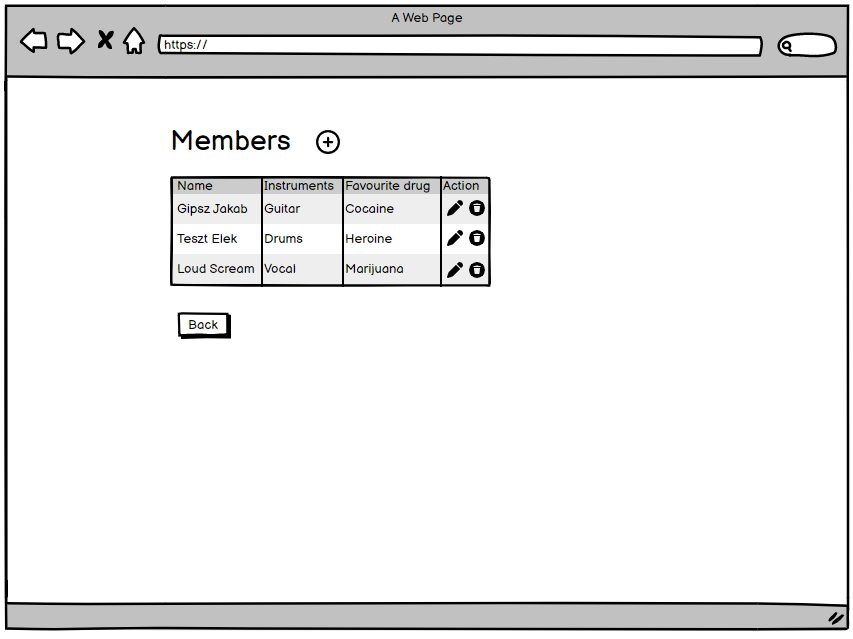 A Web Page
https://
Members
Name Instruments Favourite drug Action
Gipsz Jakab Guitar Cocaine
Teszt Elek Drums Heroine
Loud Scream Vocal Marijuana
Back